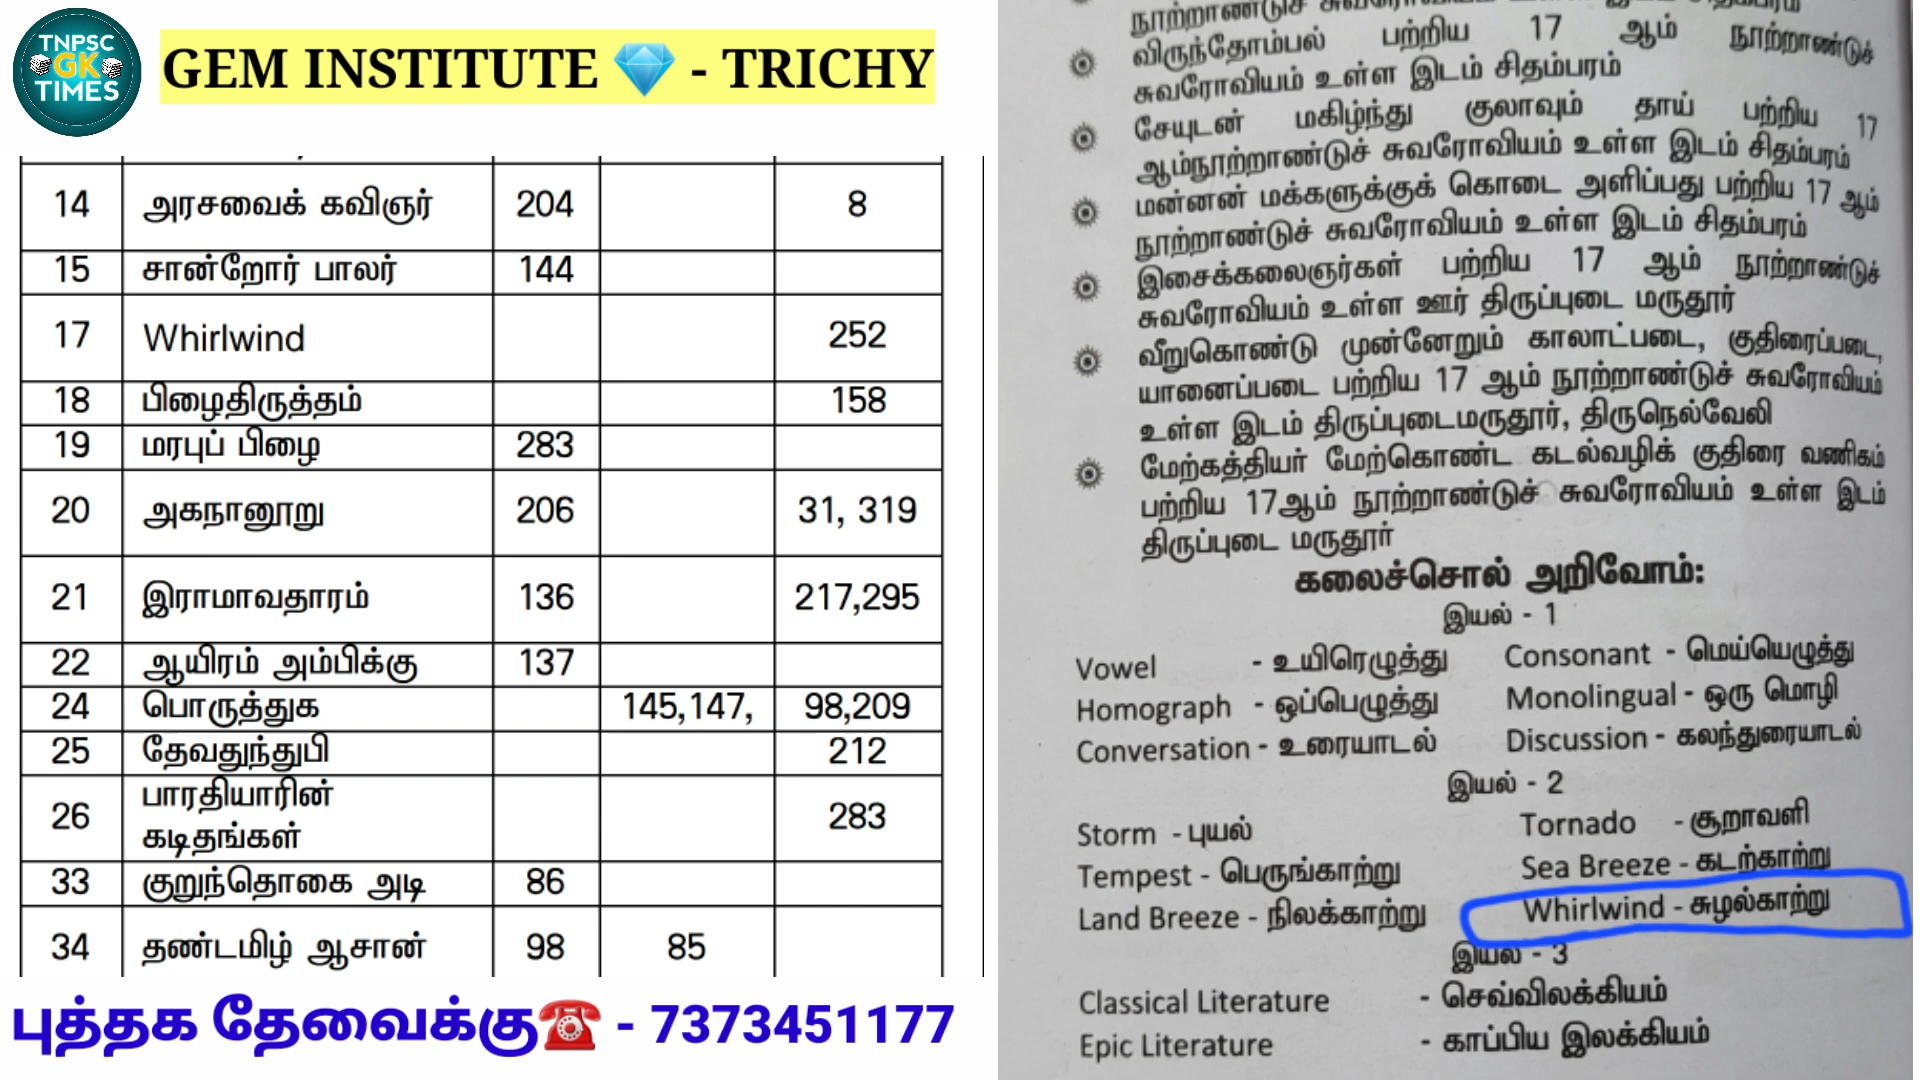 TNPSC
GK
TIMES
GEM INSTITUTE 💎 - TRICHY
14 அரசவைக் கவிஞர் 204 8
15 சான்றோர் பாலர் 144
17 Whirlwind 252
18 பிழைதிருத்தம் 158
19 மரபுப் பிழை 283
20 அகநானூறு 206 31, 319
21 இராமாவதாரம் 136 217,295
22 ஆயிரம் அம்பிக்கு 137
24 பொருத்துக 145,147, 98,209
25 தேவதுந்துபி 212
26 பாரதியாரின் கடிதங்கள் 283
33 குறுந்தொகை அடி 86
34 தண்டமிழ் ஆசான் 98 85
புத்தக தேவைக்கு☎️ - 7373451177
நூற்றாண்டுச் சுவரோவியம் உள்ள இடம் சிதம்பரம்
விருந்தோம்பல் பற்றிய 17 ஆம் நூற்றாண்டுச்
சுவரோவியம் உள்ள இடம் சிதம்பரம்
சேயுடன் மகிழ்ந்து குலாவும் தாய் பற்றிய 17
ஆம்நூற்றாண்டுச் சுவரோவியம் உள்ள இடம் சிதம்பரம்
மன்னன் மக்களுக்குக் கொடை அளிப்பது பற்றிய 17 ஆம்
நூற்றாண்டுச் சுவரோவியம் உள்ள இடம் சிதம்பரம்
இசைக்கலைஞர்கள் பற்றிய 17 ஆம் நூற்றாண்டுச்
சுவரோவியம் உள்ள ஊர் திருப்புடை மருதூர்
வீறுகொண்டு முன்னேறும் காலாட்படை, குதிரைப்படை,
யானைப்படை பற்றிய 17 ஆம் நூற்றாண்டுச் சுவரோவியம்
உள்ள இடம் திருப்புடைமருதூர், திருநெல்வேலி
மேற்கத்தியர் மேற்கொண்ட கடல்வழிக் குதிரை வணிகம்
பற்றிய 17ஆம் நூற்றாண்டுச் சுவரோவியம் உள்ள இடம்
திருப்புடை மருதூர்
கலைச்சொல் அறிவோம்:
இயல் - 1
Vowel - உயிரெழுத்து Consonant - மெய்யெழுத்து
Homograph - ஒப்பெழுத்து Monolingual - ஒரு மொழி
Conversation - உரையாடல் Discussion - கலந்துரையாடல்
இயல் - 2
Storm - புயல் Tornado - சூறாவளி
Tempest - பெருங்காற்று Sea Breeze - கடற்காற்று
Land Breeze - நிலக்காற்று Whirlwind - சுழல்காற்று
இயல் - 3
Classical Literature - செவ்விலக்கியம்
Epic Literature - காப்பிய இலக்கியம்